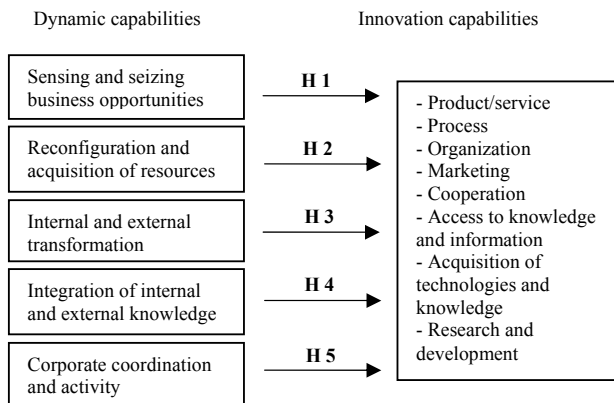 Dynamic capabilities
Innovation capabilities
Sensing and seizing
business opportunities
H 1
Reconfiguration and
acquisition of resources
H 2
Internal and external
transformation
H 3
Integration of internal
and external knowledge
H 4
Corporate coordination
and activity
H 5
- Product/service
- Process
- Organization
- Marketing
- Cooperation
- Access to knowledge
and information
- Acquisition of
technologies and
knowledge
- Research and
development